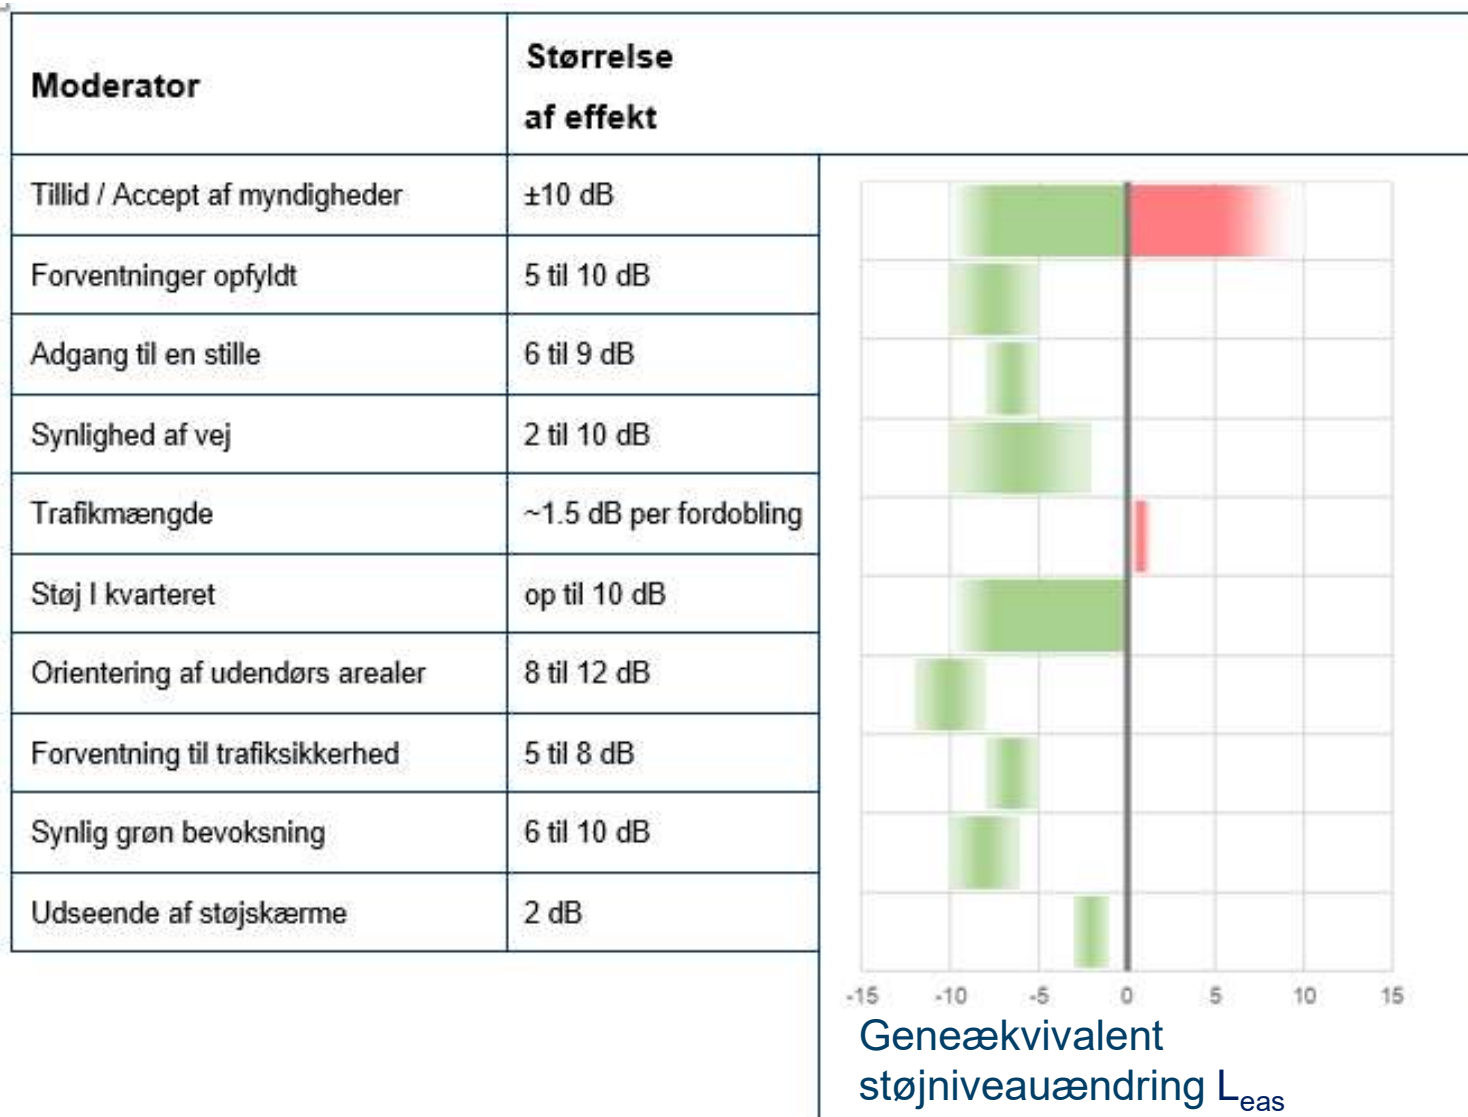 Moderator
Størrelse
af effekt
Tillid / Accept af myndigheder ±10 dB
Forventninger opfyldt 5 til 10 dB
Adgang til en stille 6 til 9 dB
Synlighed af vej 2 til 10 dB
Trafikmængde ~1.5 dB per fordobling
Støj I kvarteret op til 10 dB
Orientering af udendørs arealer 8 til 12 dB
Forventning til trafiksikkerhed 5 til 8 dB
Synlig grøn bevoksning 6 til 10 dB
Udseende af støjskærme 2 dB
-15 -10 -5 0 5 10 15
Geneækvivalent
støjniveauændring Leas